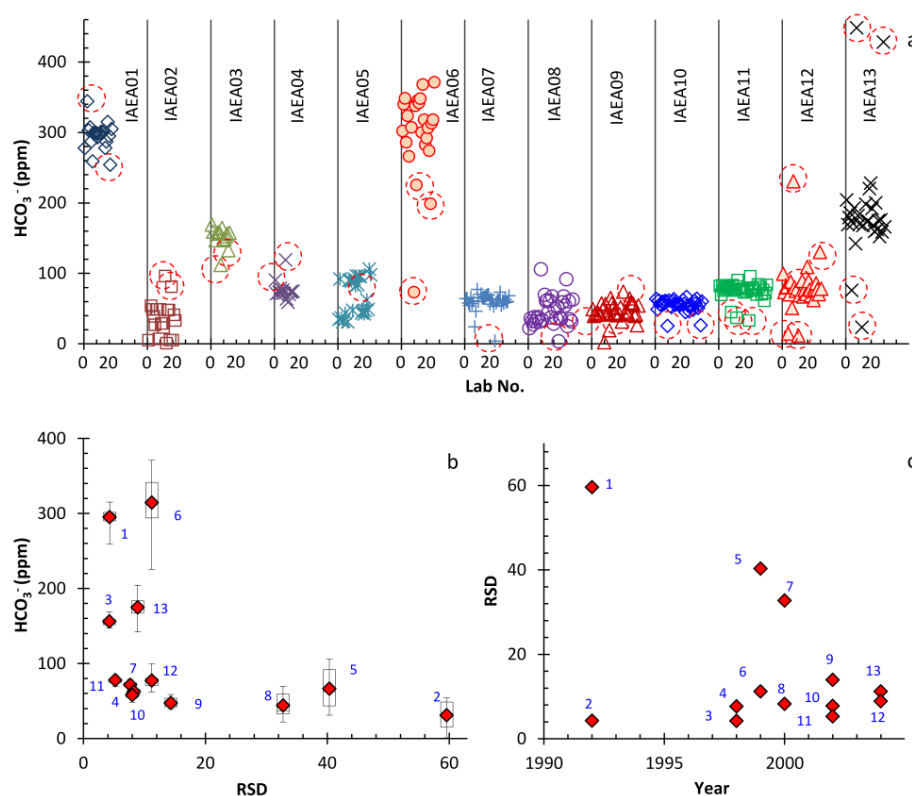 400
300
200
100
0
HCO3- (ppm)
IAEA01
IAEA02
IAEA03
IAEA04
IAEA05
IAEA06
IAEA07
IAEA08
IAEA09
IAEA10
IAEA11
IAEA12
IAEA13
a
0 20 0 20 0 20 0 20 0 20 0 20 0 20 0 20 0 20 0 20 0 20 0 20 0 20
Lab No.
b
400
300
200
100
0
HCO3- (ppm)
1
6
3
13
7
12
11
4
10
9
8
5
2
0 20 40 60
RSD
60
40
20
0
RSD
1
5
7
9
13
6
4
8
10
2
3
11
12
1990 1995 2000
Year